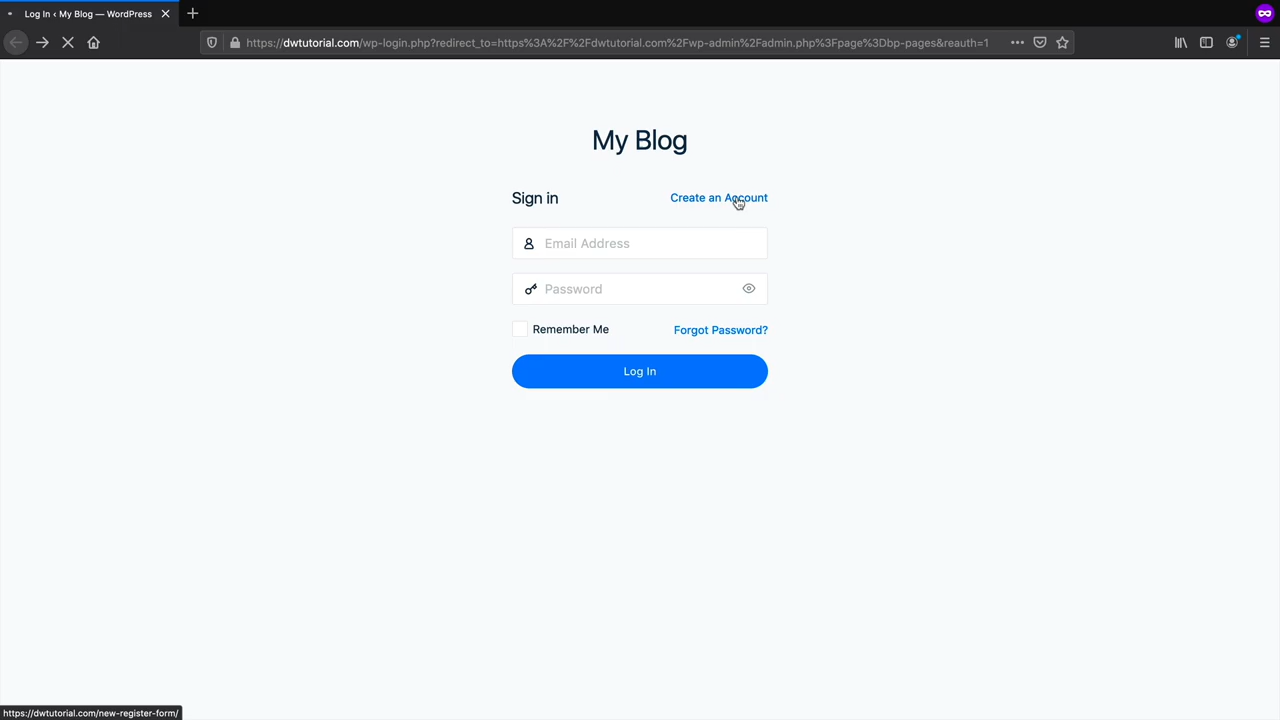 Log In ‹ My Blog — WordPress
https://dwtutorial.com/wp-login.php?redirect_to=https%3A%2F%2Fdwtutorial.com%2Fwp-admin%2Fadmin.php%3Fpage%3Dbp-pages&reauth=1
My Blog
Sign in
Create an Account
Email Address
Password
Remember Me
Forgot Password?
Log In
https://dwtutorial.com/new-register-form/